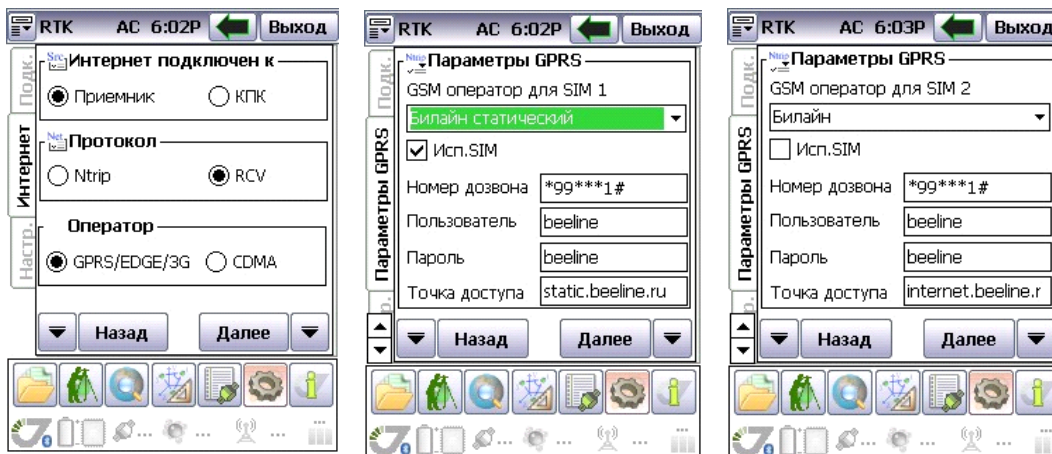 RTK AC 6:02P Выход
Подк.
Интернет
Настр.
Src Интернет подключен к
Приемник КПК
Net Протокол
Ntrip RCV
Оператор
GPRS/EDGE/3G CDMA
Назад Далее
RTK AC 6:02P Выход
Подк.
Параметры GPRS
Ntrip Параметры GPRS
GSM оператор для SIM 1
Билайн статический
Исп.SIM
Номер дозвона *99***1#
Пользователь beeline
Пароль beeline
Точка доступа static.beeline.ru
Назад Далее
RTK AC 6:03P Выход
Подк.
Параметры GPRS
Ntrip Параметры GPRS
GSM оператор для SIM 2
Билайн
Исп.SIM
Номер дозвона *99***1#
Пользователь beeline
Пароль beeline
Точка доступа internet.beeline.r
Назад Далее